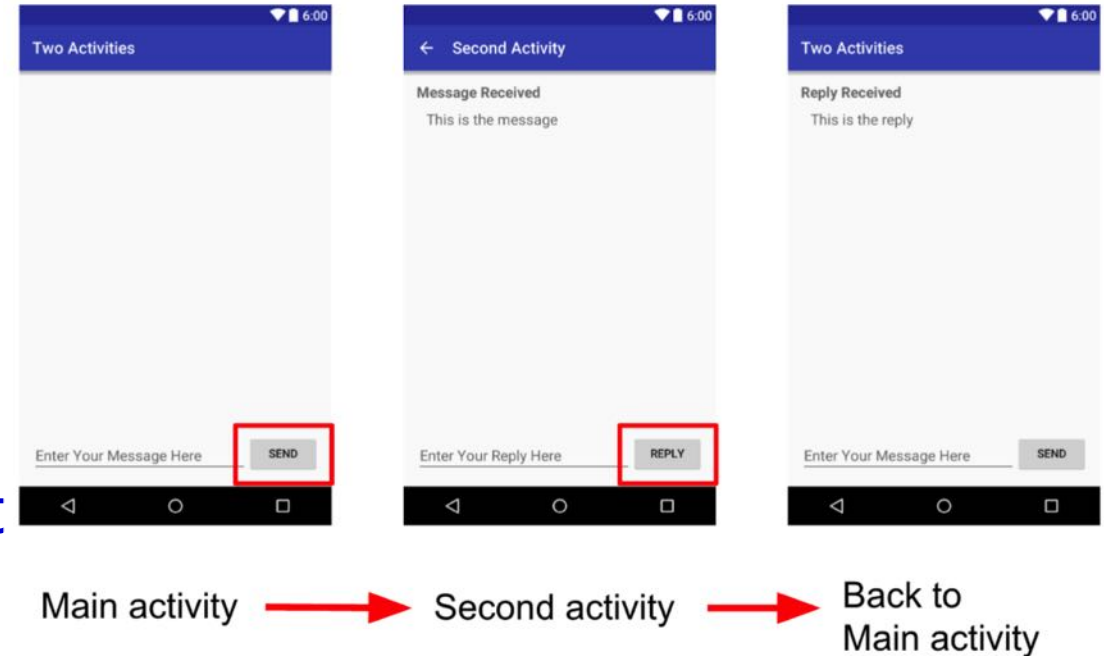 6:00
Two Activities
Enter Your Message Here
SEND
6:00
Second Activity
Message Received
This is the message
Enter Your Reply Here
REPLY
6:00
Two Activities
Reply Received
This is the reply
Enter Your Message Here
SEND
Main activity
Second activity
Back to
Main activity